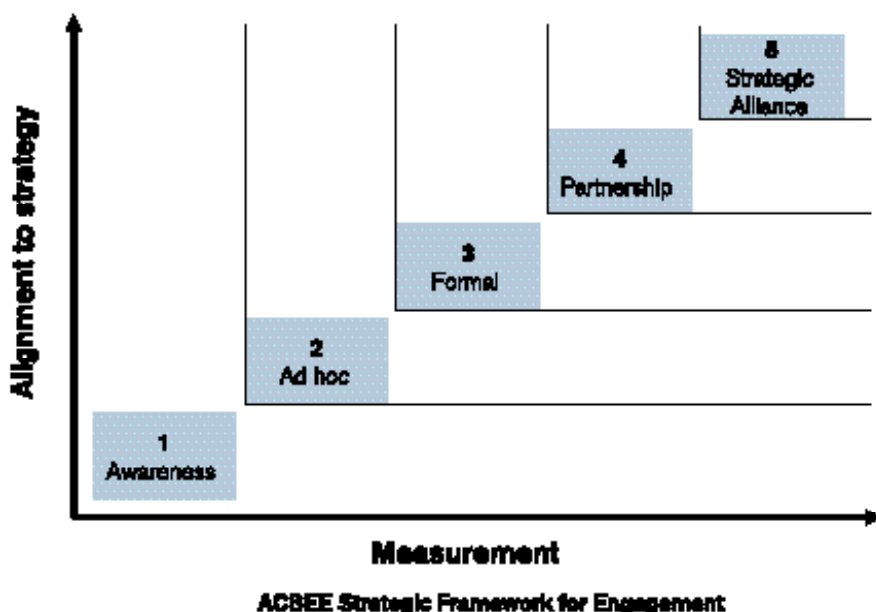 Alignment to strategy
5
Strategic
Alliance
4
Partnership
3
Formal
2
Ad hoc
1
Awareness
Measurement
ACSEE Strategic Framework for Engagement